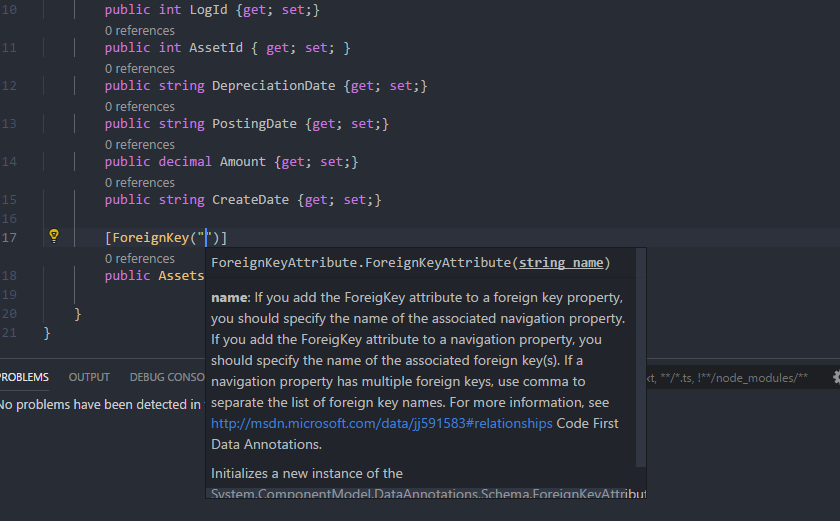 10 public int LogId {get; set;}
0 references
11 public int AssetId { get; set; }
0 references
12 public string DepreciationDate {get; set;}
0 references
13 public string PostingDate {get; set;}
0 references
14 public decimal Amount {get; set;}
0 references
15 public string CreateDate {get; set;}
16
17 [ForeignKey("")]
0 references
18 public Assets
19
20 }
21 }
ForeignKeyAttribute.ForeignKeyAttribute(string name)
name: If you add the ForeigKey attribute to a foreign key property,
you should specify the name of the associated navigation property.
If you add the ForeigKey attribute to a navigation property, you
should specify the name of the associated foreign key(s). If a
navigation property has multiple foreign keys, use comma to
separate the list of foreign key names. For more information, see
http://msdn.microsoft.com/data/jj591583#relationships Code First
Data Annotations.
Initializes a new instance of the
System.ComponentModel.DataAnnotations.Schema.ForeignKeyAttribut
PROBLEMS OUTPUT DEBUG CONSO
xt, **/*.ts, !**/node_modules/**
No problems have been detected in